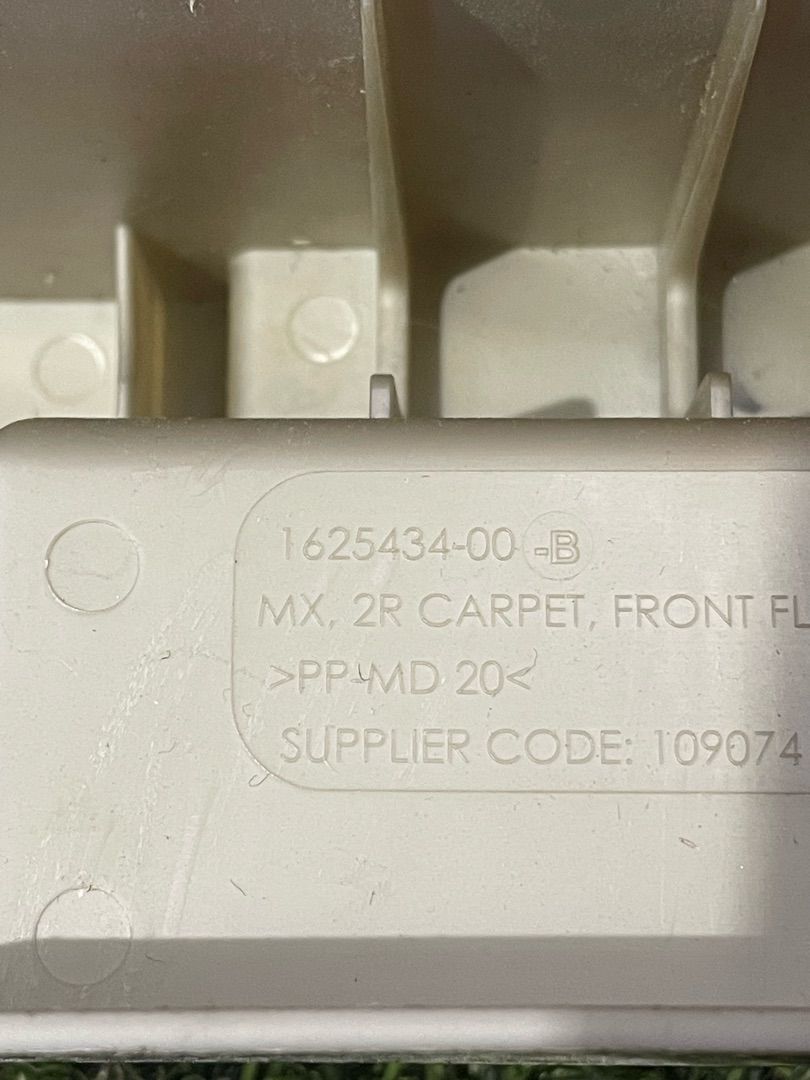 1625434-00 -B
MX, 2R CARPET, FRONT FL
>PP-MD 20<
SUPPLIER CODE: 109074